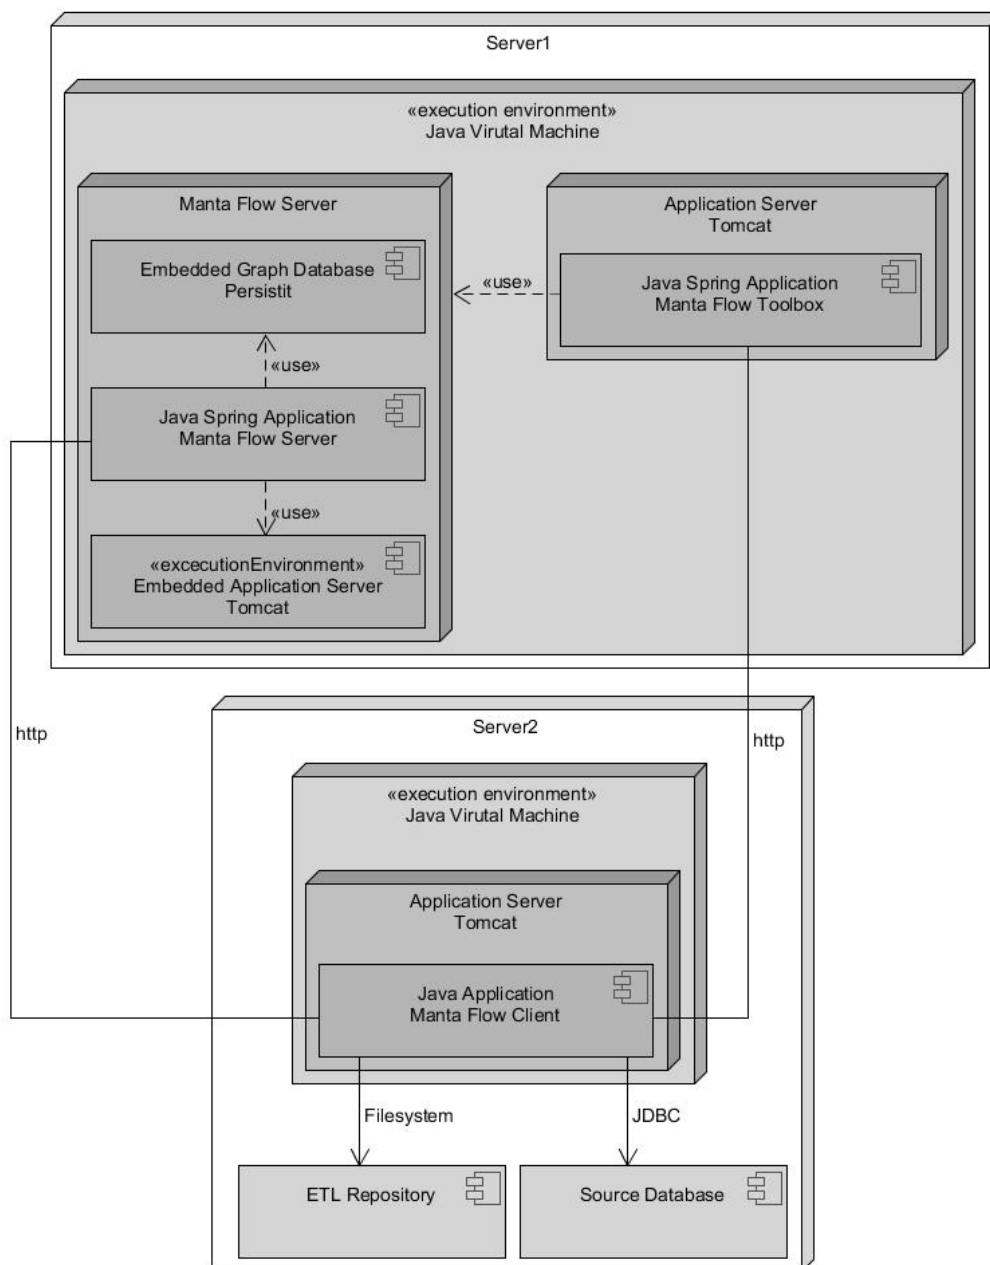 Server1
«execution environment»
Java Virutal Machine
Manta Flow Server
Embedded Graph Database
Persistit
«use»
Java Spring Application
Manta Flow Server
«use»
«excecutionEnvironment»
Embedded Application Server
Tomcat
«use»
Application Server
Tomcat
Java Spring Application
Manta Flow Toolbox
http
http
Server2
«execution environment»
Java Virutal Machine
Application Server
Tomcat
Java Application
Manta Flow Client
Filesystem
JDBC
ETL Repository
Source Database